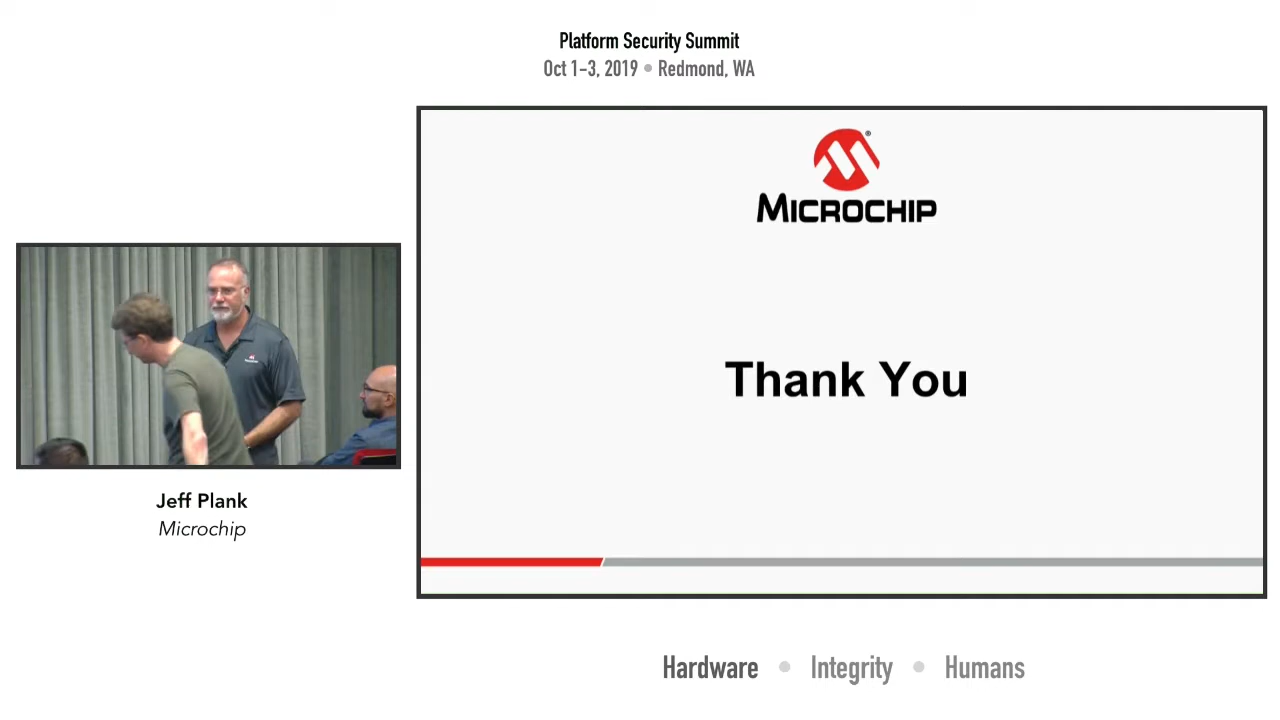 Platform Security Summit
Oct 1-3, 2019 • Redmond, WA
MICROCHIP
Thank You
Jeff Plank
Microchip
Hardware • Integrity • Humans